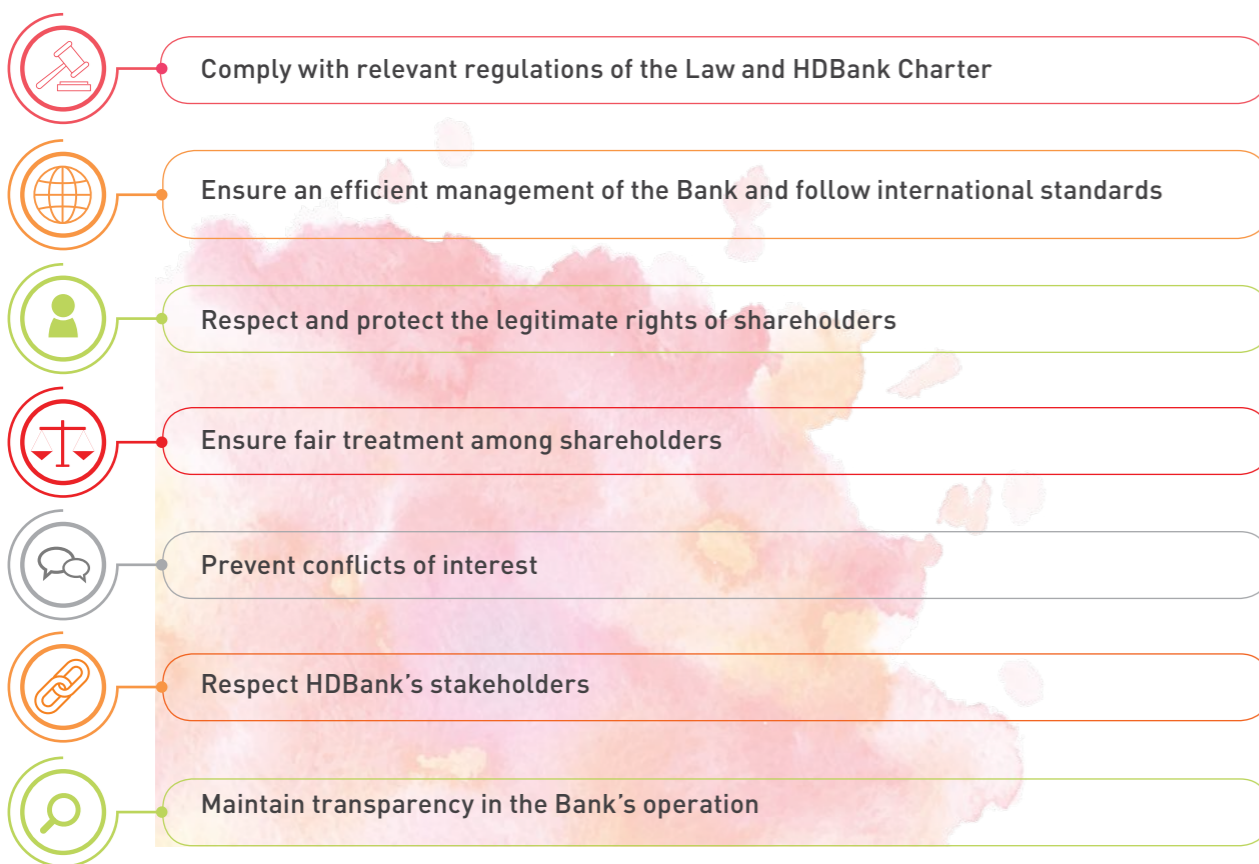 Comply with relevant regulations of the Law and HDBank Charter
Ensure an efficient management of the Bank and follow international standards
Respect and protect the legitimate rights of shareholders
Ensure fair treatment among shareholders
Prevent conflicts of interest
Respect HDBank’s stakeholders
Maintain transparency in the Bank’s operation